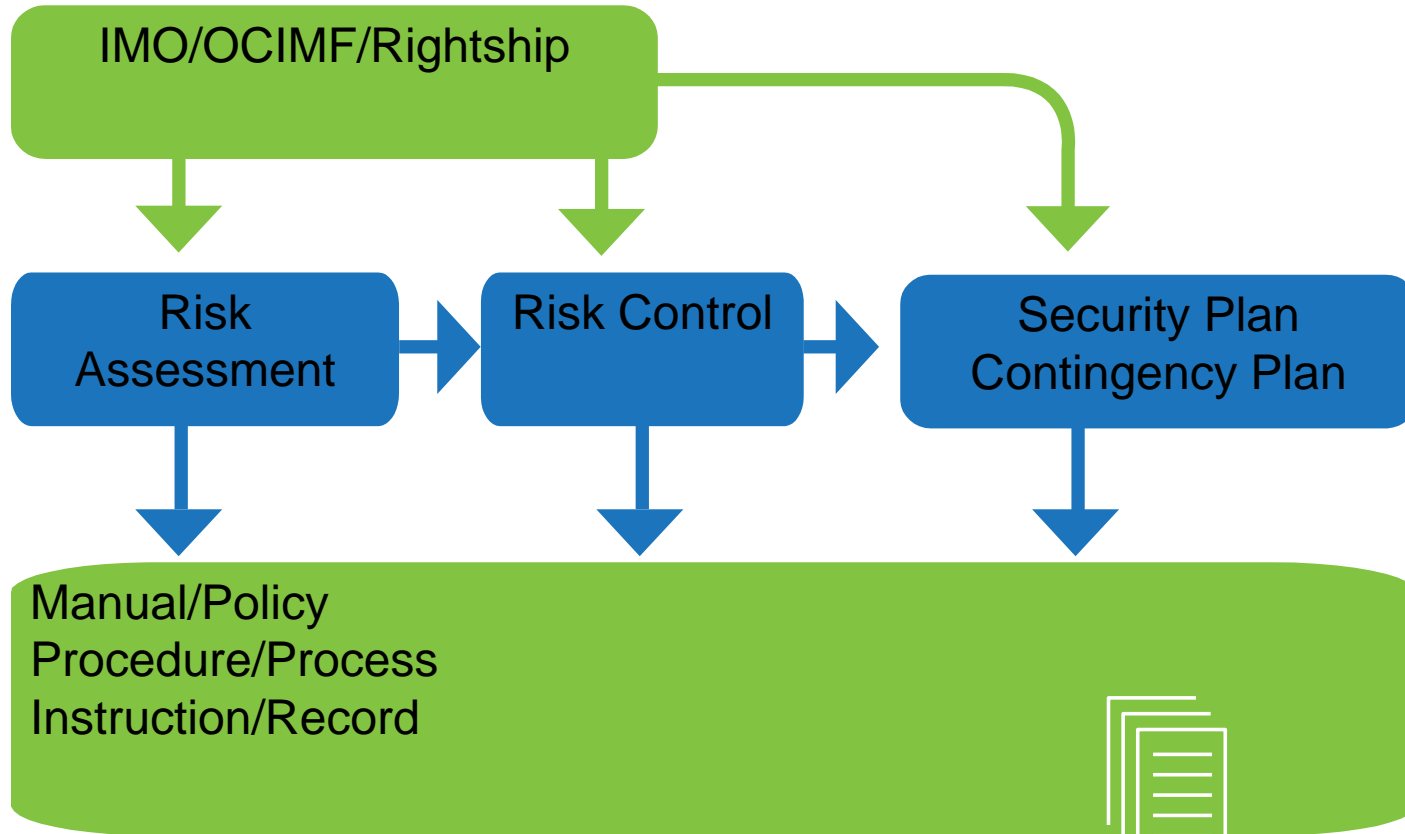 IMO/OCIMF/Rightship
Risk
Assessment
Risk Control
Security Plan
Contingency Plan
Manual/Policy
Procedure/Process
Instruction/Record